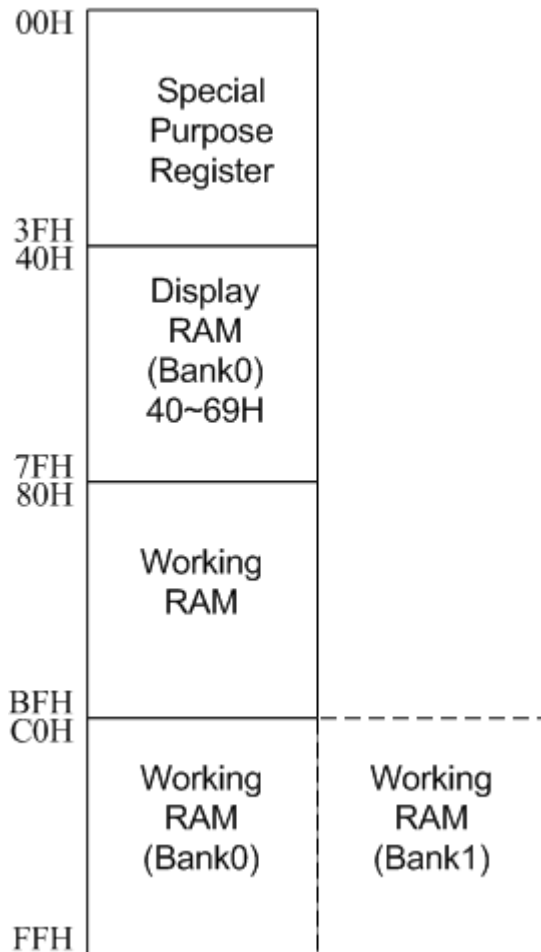 00H
Special
Purpose
Register
3FH
40H
Display
RAM
(Bank0)
40~69H
7FH
80H
Working
RAM
BFH
C0H
Working
RAM
(Bank0)
Working
RAM
(Bank1)
FFH